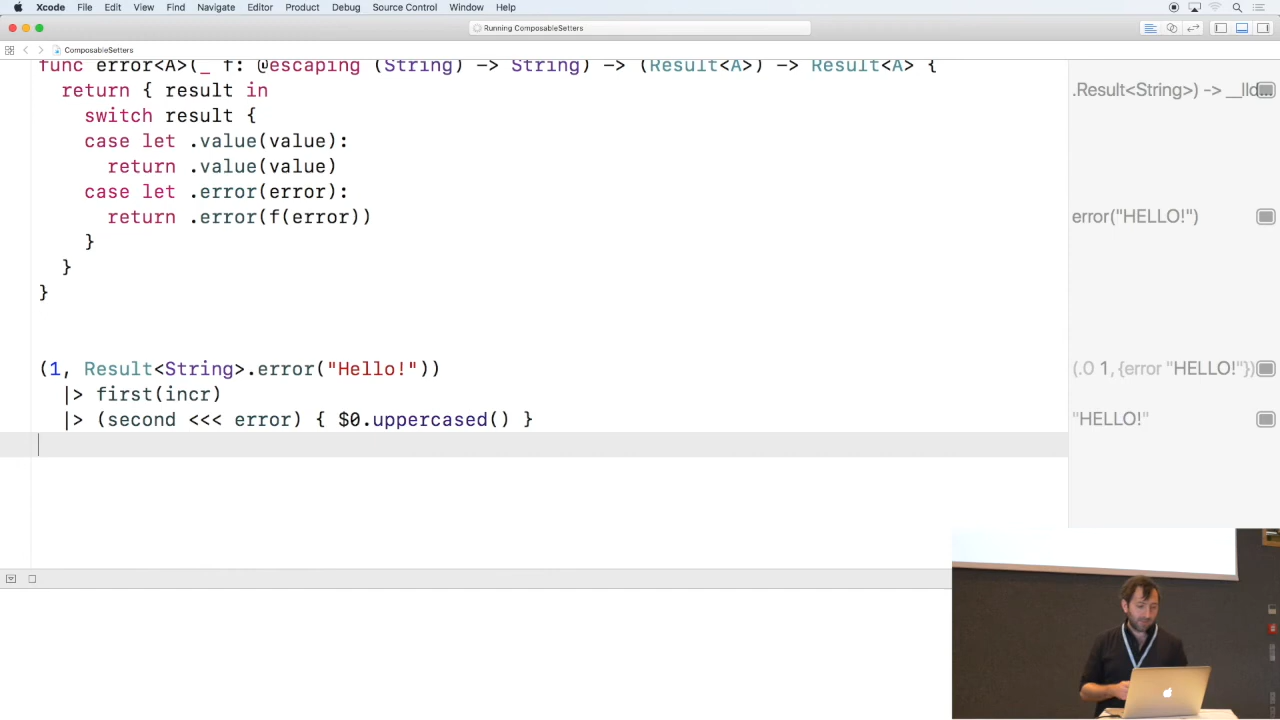 Xcode File Edit View Find Navigate Editor Product Debug Source Control Window Help
Running ComposableSetters
ComposableSetters
func error<A>(_ f: @escaping (String) -> String) -> (Result<A>) -> Result<A> {
return { result in
.Result<String>) -> __lld...
switch result {
case let .value(value):
return .value(value)
case let .error(error):
return .error(f(error))
error("HELLO!")
}
}
}
(1, Result<String>.error("Hello!"))
(.0 1, {error "HELLO!"})
|> first(incr)
|> (second <<< error) { $0.uppercased() }
"HELLO!"